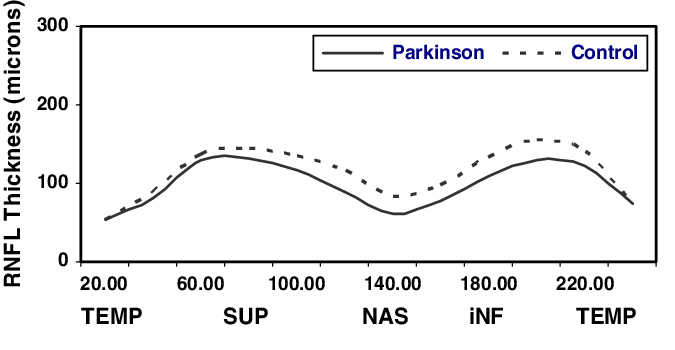 RNFL Thickness (microns)
300
200
100
0
Parkinson
Control
20.00 60.00 100.00 140.00 180.00 220.00
TEMP SUP NAS iNF TEMP